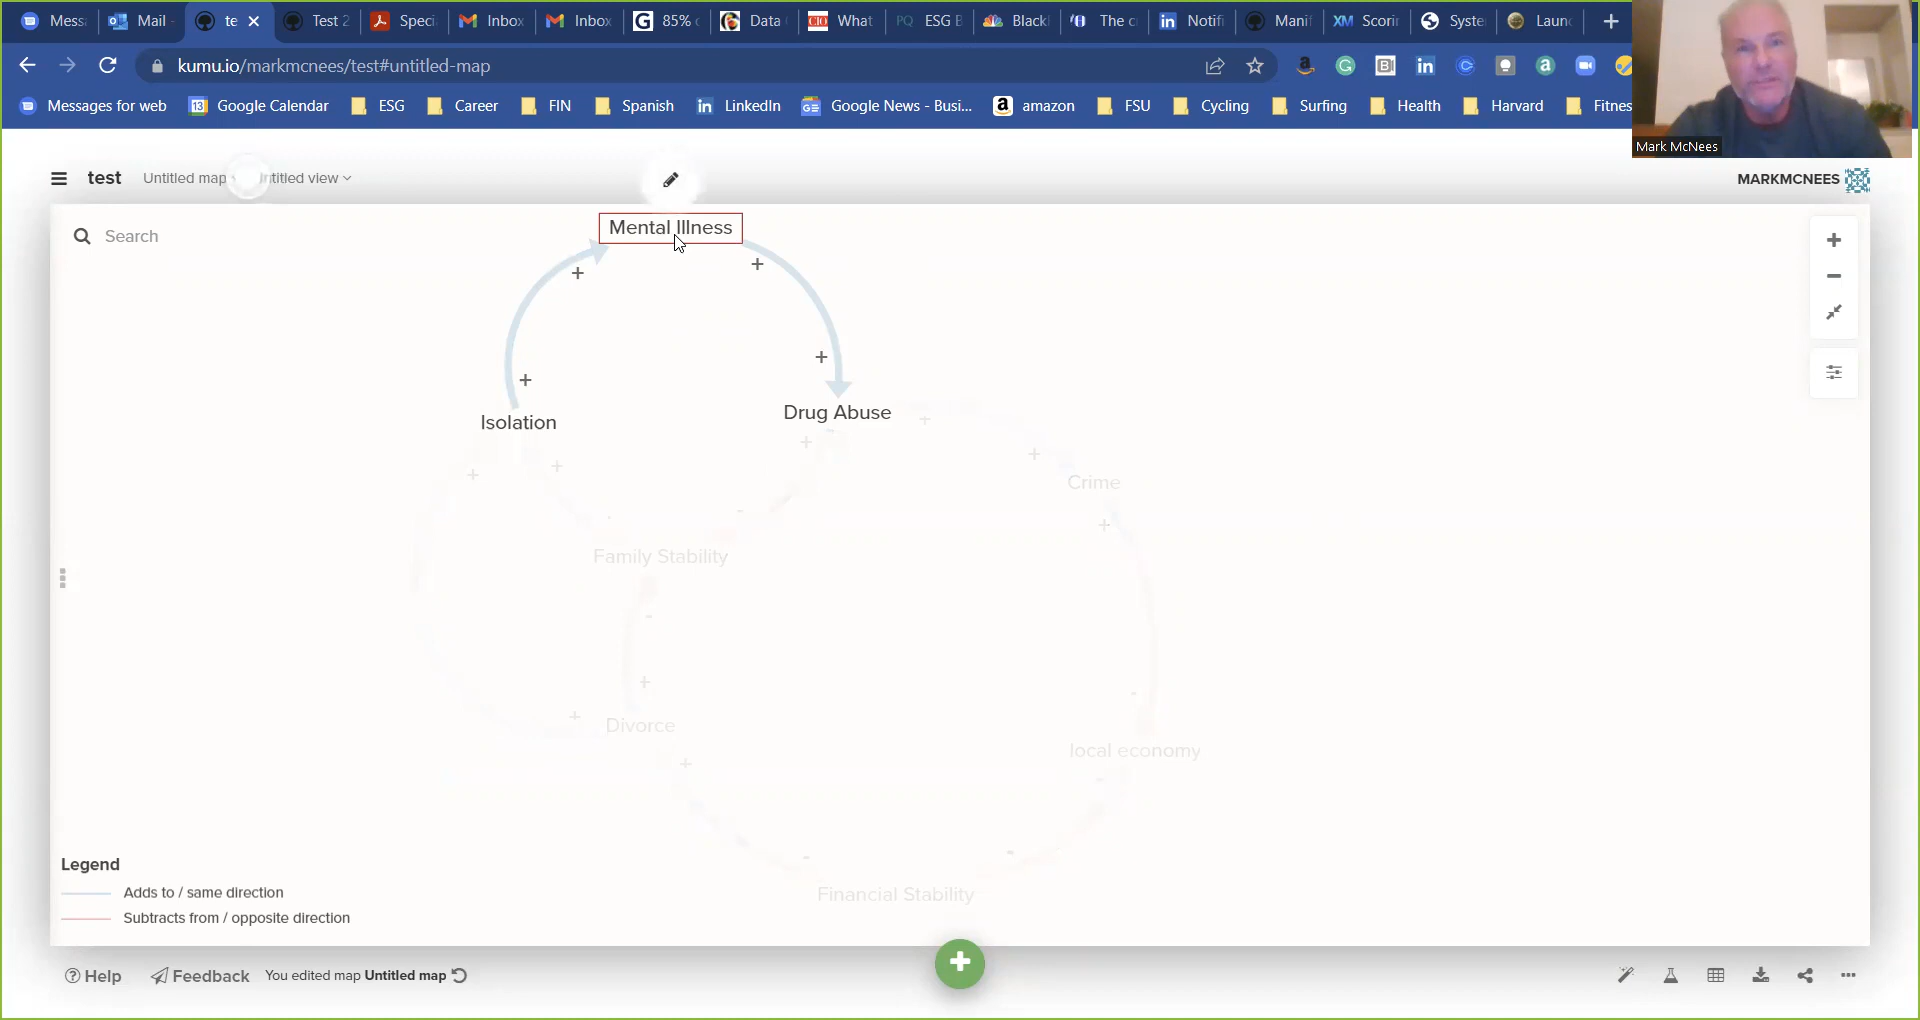 Messa
Mail -
te
Test 2
Speci
Inbox
Inbox
85% c
Data
What
ESG B
Blackl
The c
Notifi
Manif
XM Scorin
Syste
Launc
kumu.io/markmcnees/test#untitled-map
Messages for web
Google Calendar
ESG
Career
FIN
Spanish
LinkedIn
Google News - Busi...
amazon
FSU
Cycling
Surfing
Health
Harvard
Fitnes
Mark McNees
test
Untitled map
ntitled view
MARKMCNEES
Search
Mental Illness
+
+
+
+
Isolation
Drug Abuse
+
+
+
+
+
Crime
+
-
-
Family Stability
-
+
-
+
Divorce
local economy
+
-
-
-
Financial Stability
Legend
Adds to / same direction
Subtracts from / opposite direction
Help
Feedback
You edited map Untitled map